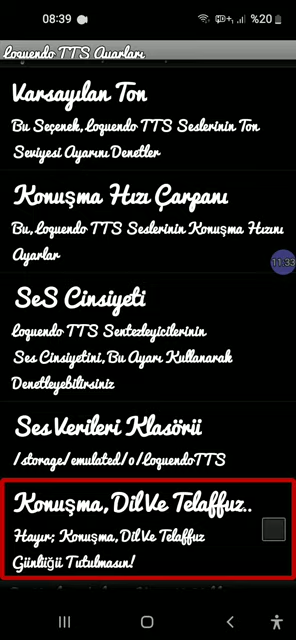 08:39
%20
Loquendo TTS Ayarları
Varsayılan Ton
Bu Seçenek, Loquendo TTS Seslerinin Ton
Seviyesi Ayarını Denetler
Konuşma Hızı Çarpanı
Bu, Loquendo TTS Seslerinin Konuşma Hızını
Ayarlar
11:33
SeS Cinsiyeti
Loquendo TTS Sentezleyicilerinin
Ses Cinsiyetini, Bu Ayarı Kullanarak
Denetleyebilirsiniz
Ses Verileri Klasörü
/storage/emulated/0/LoquendoTTS
Konuşma, Dil Ve Telaffuz..
Hayır; Konuşma, Dil Ve Telaffuz
Günlüğü Tutulmasın!